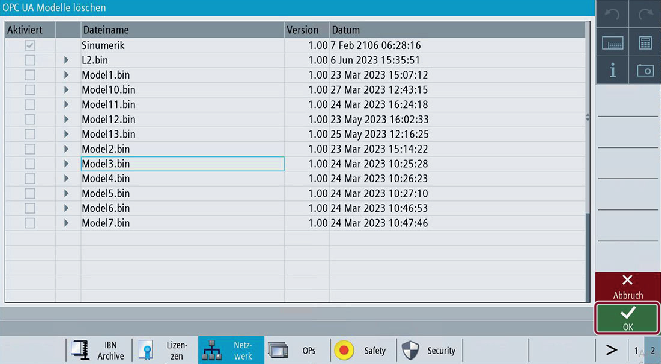 OPC UA Modelle löschen
Aktiviert Dateiname Version Datum
Sinumerik 1.00 7 Feb 2106 06:28:16
L2.bin 1.00 6 Jun 2023 15:35:51
Model1.bin 1.00 23 Mar 2023 15:07:12
Model10.bin 1.00 27 Mar 2023 12:43:15
Model11.bin 1.00 24 Mar 2023 16:24:18
Model12.bin 1.00 23 May 2023 16:02:33
Model13.bin 1.00 25 May 2023 12:16:25
Model2.bin 1.00 23 Mar 2023 15:14:22
Model3.bin 1.00 24 Mar 2023 10:25:28
Model4.bin 1.00 24 Mar 2023 10:26:23
Model5.bin 1.00 24 Mar 2023 10:27:10
Model6.bin 1.00 24 Mar 2023 10:46:53
Model7.bin 1.00 24 Mar 2023 10:47:46
Abbruch
OK
IBN Archive
Lizen-zen
Netz-werk
OPs
Safety
Security
> 1 2